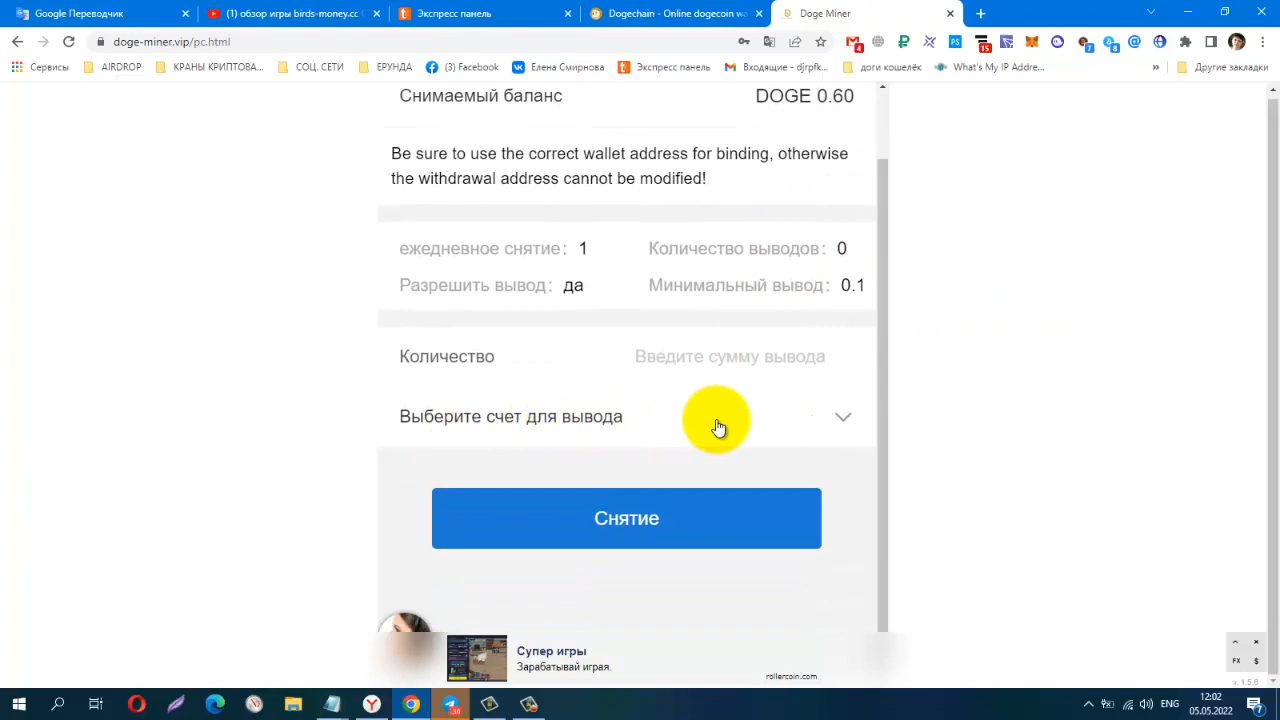 Google Переводчик
(1) обзор игры birds-money.cc (
Экспресс панель
Dogechain - Online dogecoin wa
Doge Miner
doge-miner.vip/pc.html
Сервисы
AIRDROP
КРАНЫ КРИПТОВА...
СОЦ. СЕТИ
ЕРУНДА
(3) Facebook
Елена Смирнова
Экспресс панель
Входящие - djrpfk...
доги кошелёк
What's My IP Addre...
»
Другие закладки
Снимаемый баланс DOGE 0.60
Be sure to use the correct wallet address for binding, otherwise
the withdrawal address cannot be modified!
ежедневное снятие: 1 Количество выводов: 0
Разрешить вывод: да Минимальный вывод: 0.1
Количество Введите сумму вывода
Выберите счет для вывода
Снятие
Супер игры
Зарабатывай играя.
rollercoin.com
FX $
v. 1.5.6
ENG
12:02
05.05.2022